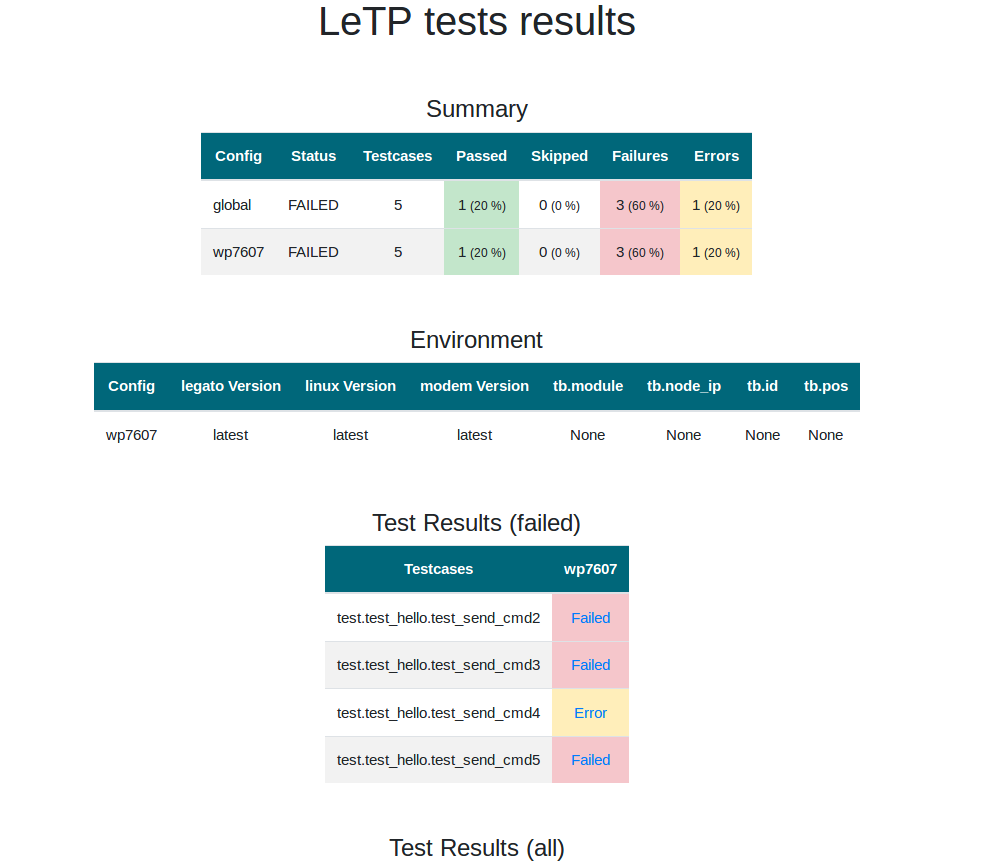 LeTP tests results
Summary
Config Status Testcases Passed Skipped Failures Errors
global FAILED 5 1 (20 %) 0 (0 %) 3 (60 %) 1 (20 %)
wp7607 FAILED 5 1 (20 %) 0 (0 %) 3 (60 %) 1 (20 %)
Environment
Config legato Version linux Version modem Version tb.module tb.node_ip tb.id tb.pos
wp7607 latest latest latest None None None None
Test Results (failed)
Testcases wp7607
test.test_hello.test_send_cmd2 Failed
test.test_hello.test_send_cmd3 Failed
test.test_hello.test_send_cmd4 Error
test.test_hello.test_send_cmd5 Failed
Test Results (all)